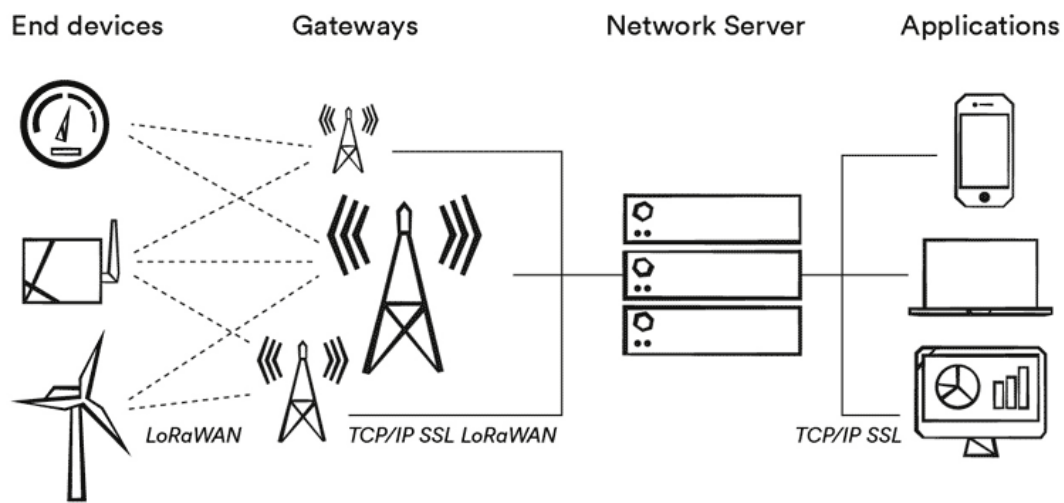 End devices
Gateways
Network Server
Applications
LoRaWAN
TCP/IP SSL LoRaWAN
TCP/IP SSL